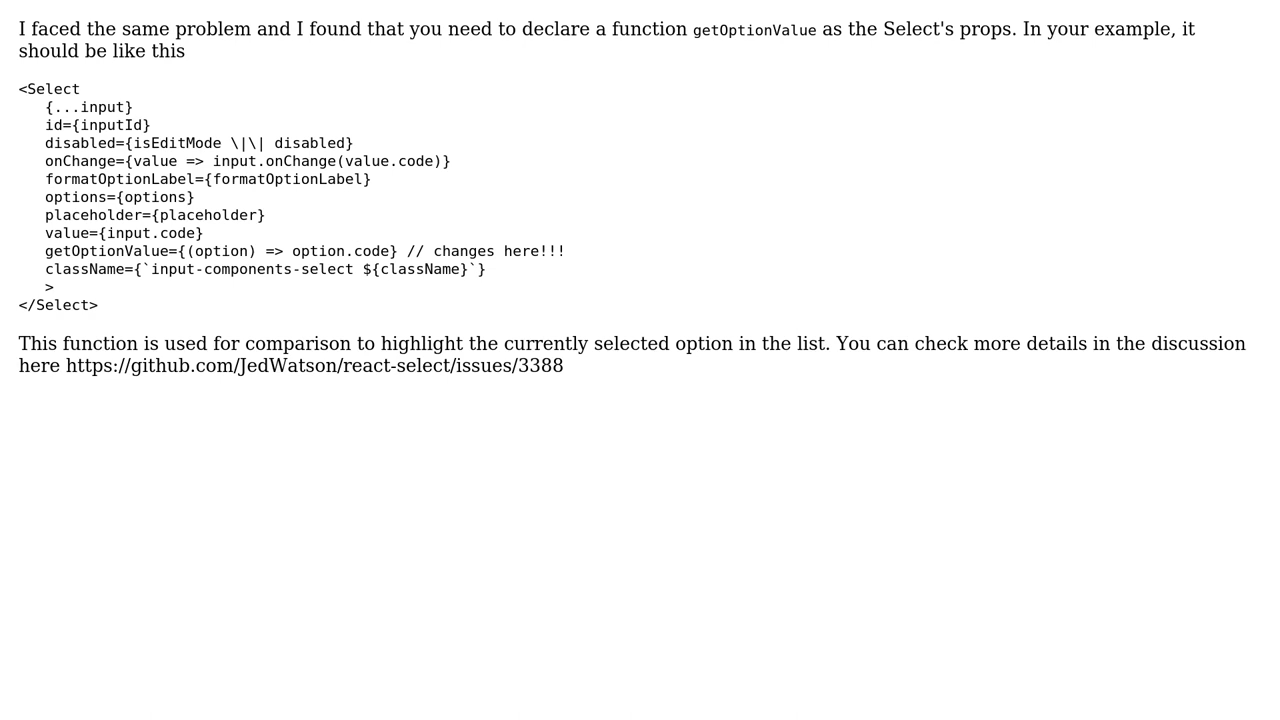 I faced the same problem and I found that you need to declare a function getOptionValue as the Select's props. In your example, it
should be like this
<Select
   {...input}
   id={inputId}
   disabled={isEditMode \|\| disabled}
   onChange={value => input.onChange(value.code)}
   formatOptionLabel={formatOptionLabel}
   options={options}
   placeholder={placeholder}
   value={input.code}
   getOptionValue={(option) => option.code} // changes here!!!
   className={`input-components-select ${className}`}
   >
</Select>
This function is used for comparison to highlight the currently selected option in the list. You can check more details in the discussion
here https://github.com/JedWatson/react-select/issues/3388